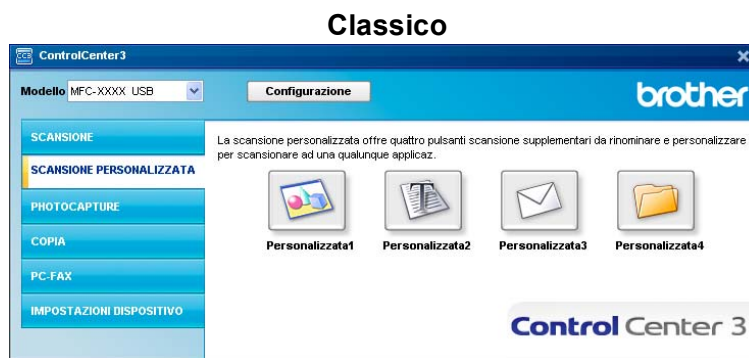 Classico
ControlCenter3
Modello MFC-XXXX USB
Configurazione
brother
SCANSIONE
SCANSIONE PERSONALIZZATA
PHOTOCAPTURE
COPIA
PC-FAX
IMPOSTAZIONI DISPOSITIVO
La scansione personalizzata offre quattro pulsanti scansione supplementari da rinominare e personalizzare
per scansionare ad una qualunque applicaz.
Personalizzata1 Personalizzata2 Personalizzata3 Personalizzata4
Control Center 3